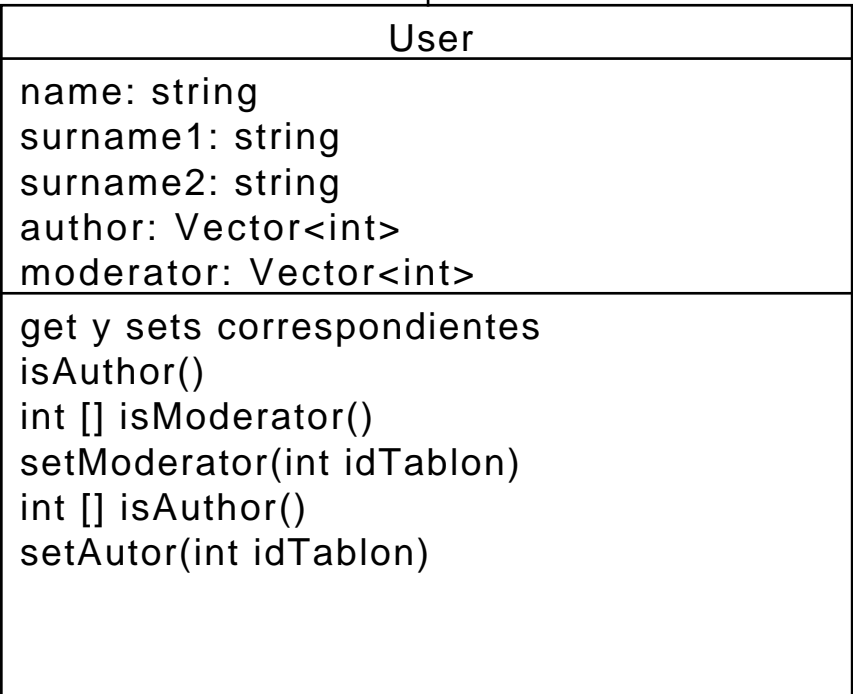 User
name: string
surname1: string
surname2: string
author: Vector<int>
moderator: Vector<int>
get y sets correspondientes
isAuthor()
int [] isModerator()
setModerator(int idTablon)
int [] isAuthor()
setAutor(int idTablon)